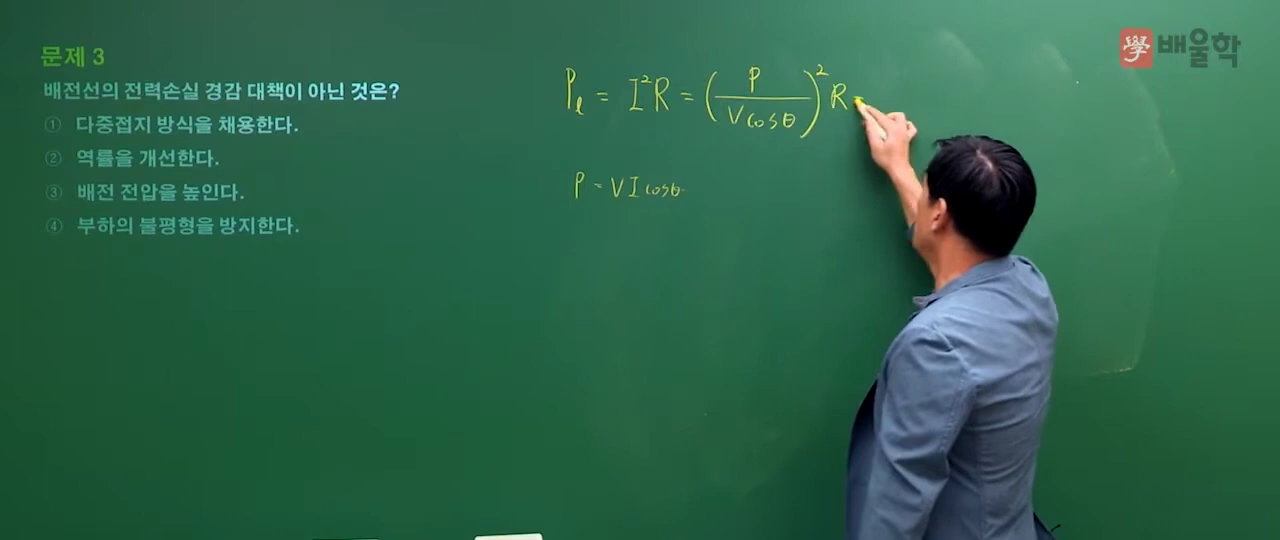 문제 3
배전선의 전력손실 경감 대책이 아닌 것은?
① 다중접지 방식을 채용한다.
② 역률을 개선한다.
③ 배전 전압을 높인다.
④ 부하의 불평형을 방지한다.
學 배울학
Pℓ = I²R = (P / V cosθ)² R =
P = VI cosθ